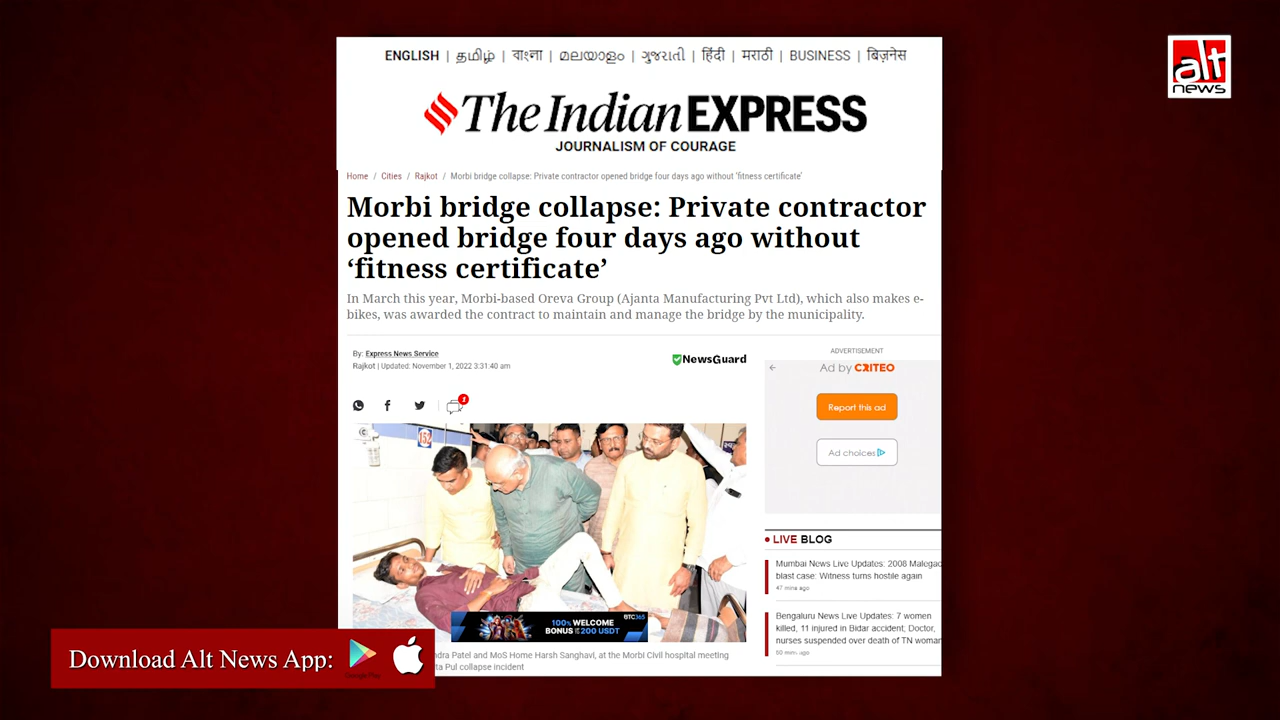 ENGLISH | தமிழ் | বাংলা | മലയാളം | ગુજરાતી | हिंदी | मराठी | BUSINESS | बिज़नेस
alt
news
The Indian EXPRESS
JOURNALISM OF COURAGE
Home / Cities / Rajkot / Morbi bridge collapse: Private contractor opened bridge four days ago without 'fitness certificate'
Morbi bridge collapse: Private contractor
opened bridge four days ago without
‘fitness certificate’
In March this year, Morbi-based Oreva Group (Ajanta Manufacturing Pvt Ltd), which also makes e-
bikes, was awarded the contract to maintain and manage the bridge by the municipality.
By: Express News Service
Rajkot | Updated: November 1, 2022 3:31:40 am
NewsGuard
1
152
100% WELCOME
BONUS 200 USDT
BTC365
ndra Patel and MoS Home Harsh Sanghavi, at the Morbi Civil hospital meeting
ta Pul collapse incident
ADVERTISEMENT
Ad by CRITEO
Report this ad
Ad choices
LIVE BLOG
Mumbai News Live Updates: 2008 Malegao
blast case: Witness turns hostile again
47 mins ago
Bengaluru News Live Updates: 7 women
killed, 11 injured in Bidar accident; Doctor,
nurses suspended over death of TN woman
50 mins ago
Download Alt News App:
Google Play